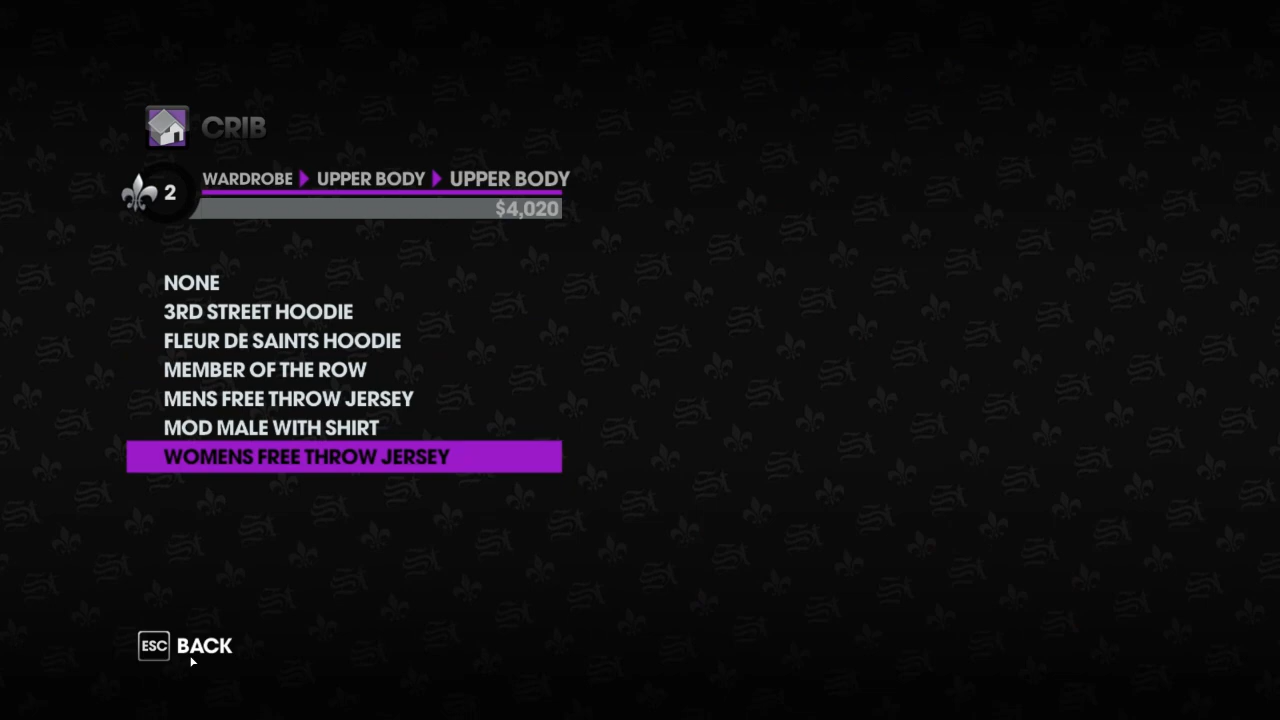 CRIB
2
WARDROBE UPPER BODY UPPER BODY
$4,020
NONE
3RD STREET HOODIE
FLEUR DE SAINTS HOODIE
MEMBER OF THE ROW
MENS FREE THROW JERSEY
MOD MALE WITH SHIRT
WOMENS FREE THROW JERSEY
ESC BACK